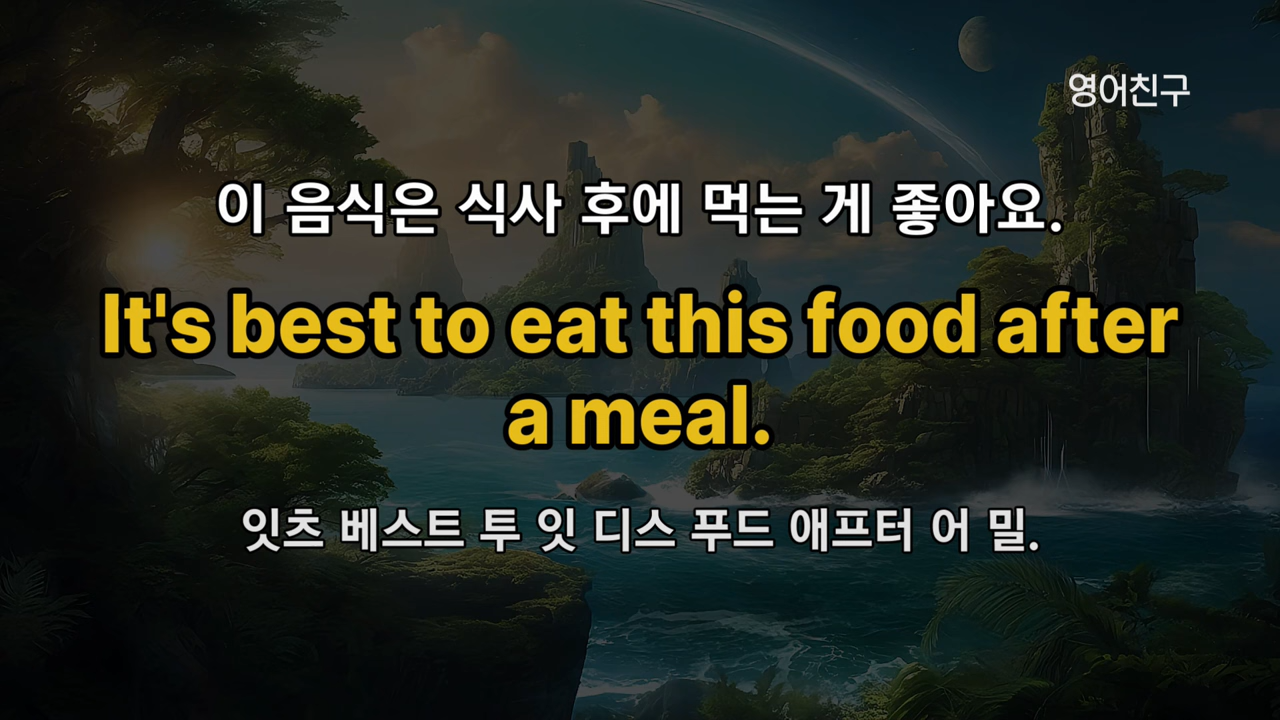 영어친구
이 음식은 식사 후에 먹는 게 좋아요.
It's best to eat this food after
a meal.
잇츠 베스트 투 잇 디스 푸드 애프터 어 밀.